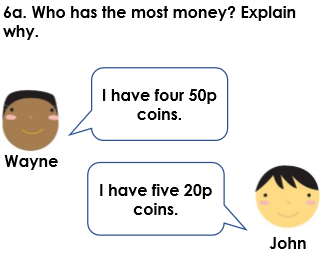 6a. Who has the most money? Explain
why.
I have four 50p
coins.
Wayne
I have five 20p
coins.
John